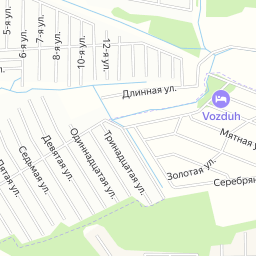 5-я ул.
6-я ул.
7-я ул.
8-я ул.
10-я ул.
12-я ул.
Длинная ул.
Vozduh
Мятная
Тринадцатая ул.
Одиннадцатая ул.
Девятая ул.
Седьмая ул.
Пятая ул.
Золотая ул.
Серебрян